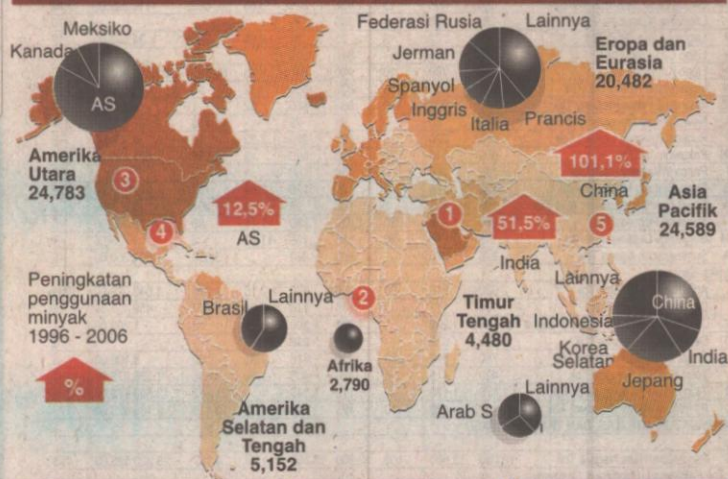 Meksiko
Kanada
AS
Federasi Rusia
Lainnya
Jerman
Spanyol
Inggris
Italia
Prancis
Eropa dan
Eurasia
20,482
Amerika
Utara
24,783
3
4
12,5%
AS
101,1%
China
1
51,5%
India
5
Asia
Pasifik
24,589
Peningkatan
penggunaan
minyak
1996 - 2006
%
Brasil
Lainnya
2
Afrika
2,790
Timur
Tengah
4,480
Lainnya
China
Indonesia
Korea
Selatan
India
Jepang
Amerika
Selatan dan
Tengah
5,152
Arab S
Lainnya